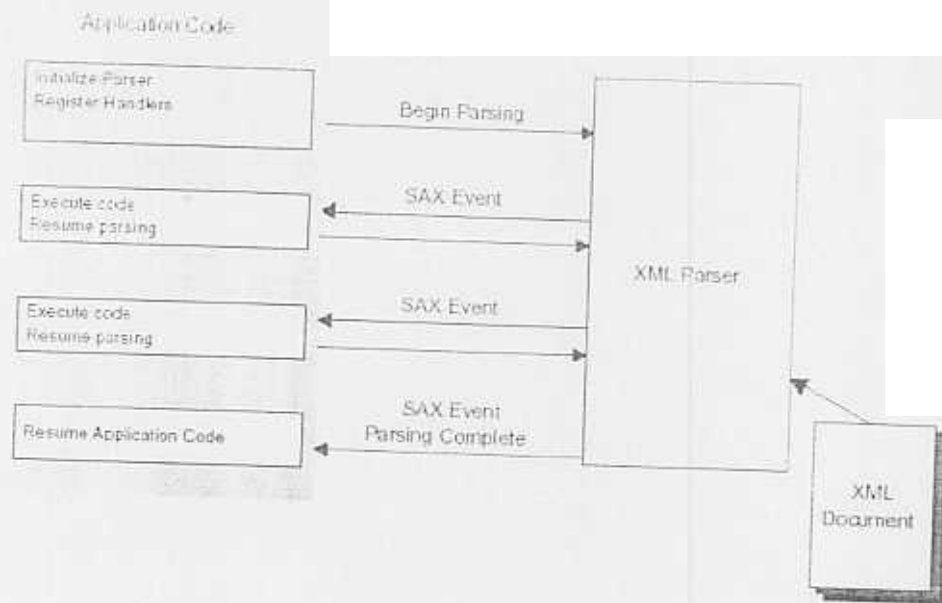 Application Code
Initialize Parser
Register Handlers
Begin Parsing
Execute code
Resume parsing
SAX Event
XML Parser
Execute code
Resume parsing
SAX Event
Resume Application Code
SAX Event
Parsing Complete
XML
Document